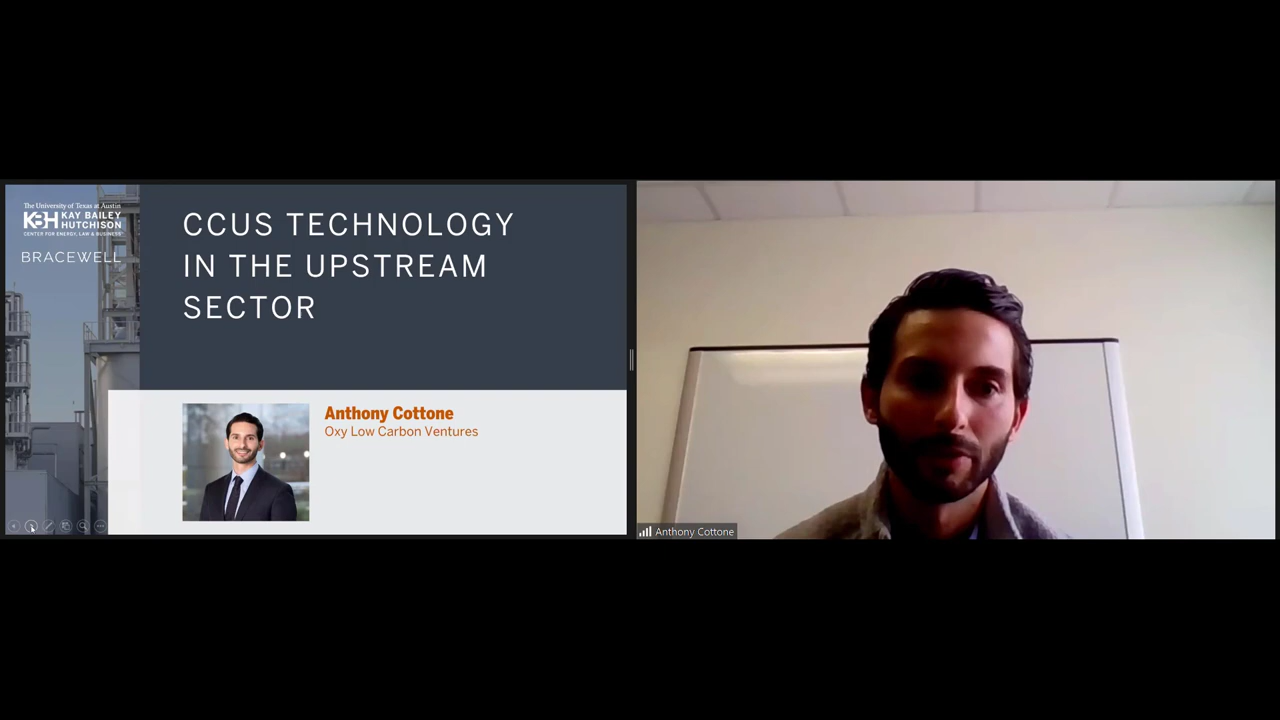 The University of Texas at Austin
KBH KAY BAILEY
HUTCHISON
CENTER FOR ENERGY, LAW & BUSINESS
BRACEWELL
CCUS TECHNOLOGY
IN THE UPSTREAM
SECTOR
Anthony Cottone
Oxy Low Carbon Ventures
Anthony Cottone